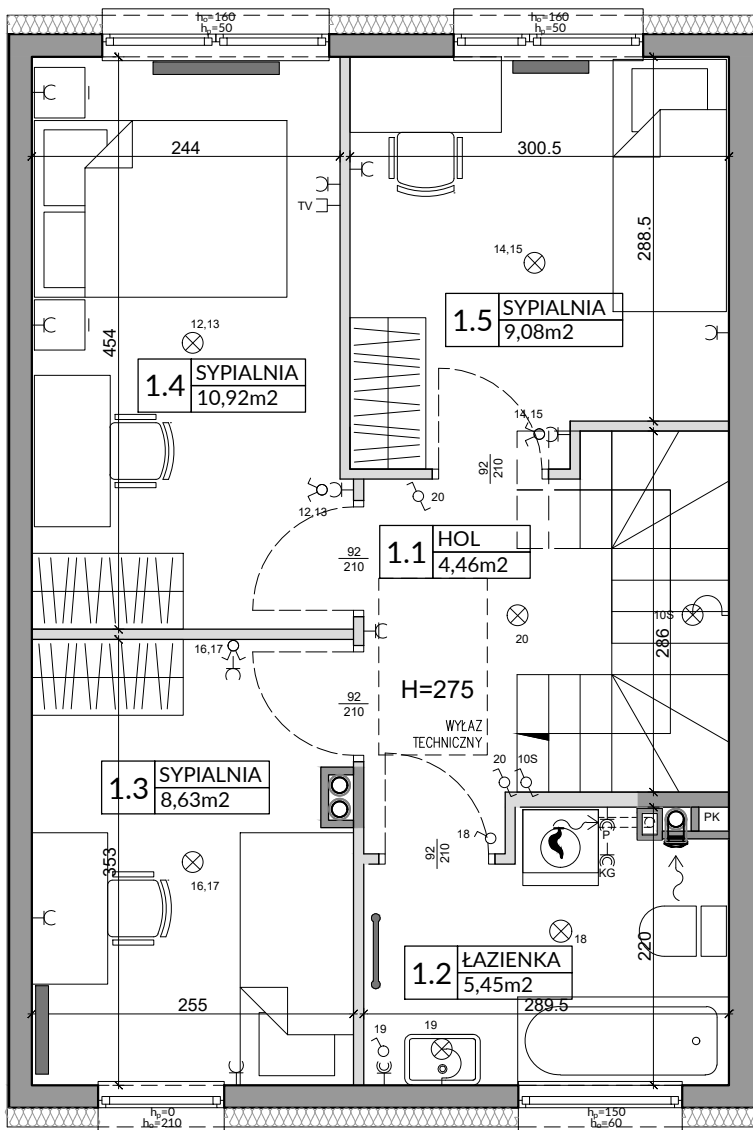 h₀=160
hₚ=50
h₀=160
hₚ=50
244
300.5
TV
288.5
14,15
1.5 SYPIALNIA
9,08m2
12,13
454
1.4 SYPIALNIA
10,92m2
14,15
92
210
12,13
20
1.1 HOL
4,46m2
92
210
20
10S
286
16,17
92
210
H=275
WYŁAZ
TECHNICZNY
1.3 SYPIALNIA
8,63m2
20
10S
18
P
PK
92
210
KG
353
16,17
18
220
1.2 ŁAZIENKA
5,45m2
255
289.5
19
19
hₚ=0
h₀=210
hₚ=150
h₀=60